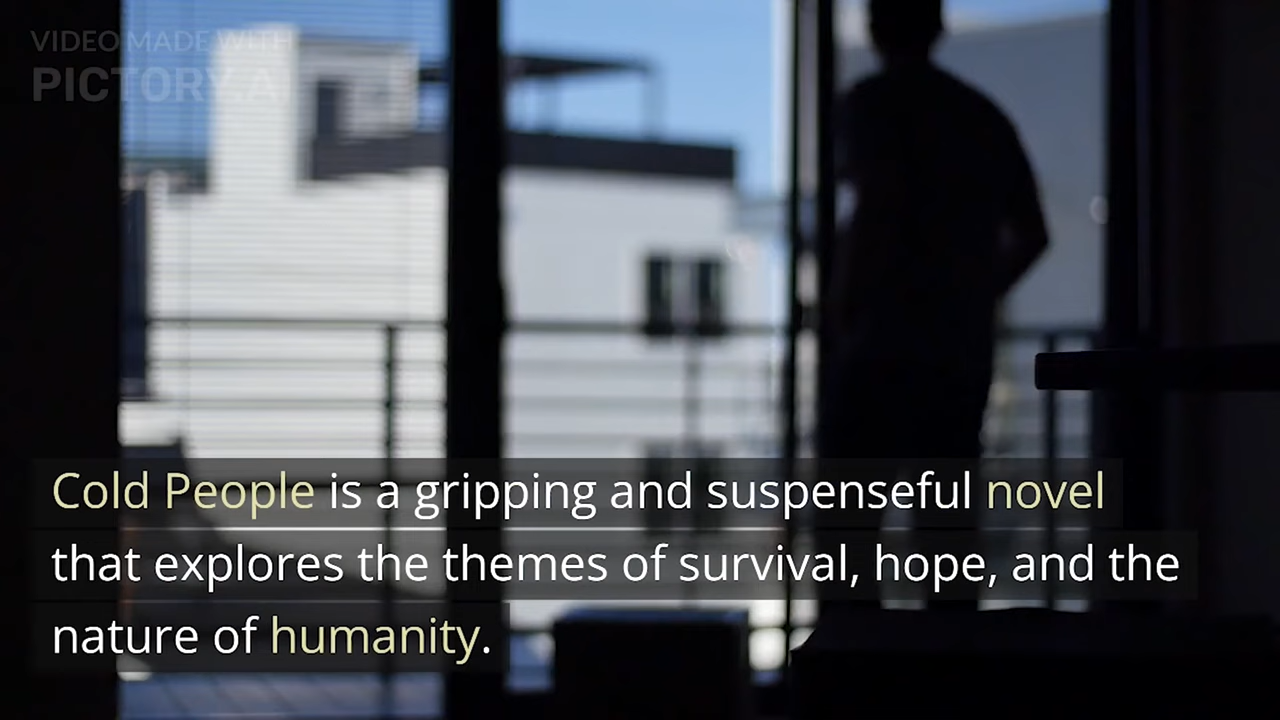 VIDEO MADE WITH
PICTORY.A
Cold People is a gripping and suspenseful novel
that explores the themes of survival, hope, and the
nature of humanity.